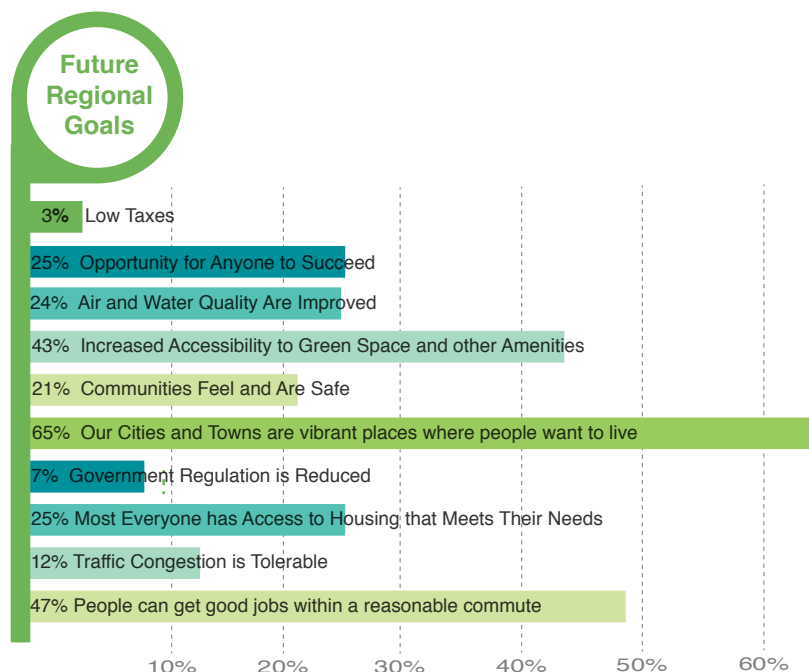 Future
Regional
Goals
3% Low Taxes
25% Opportunity for Anyone to Succeed
24% Air and Water Quality Are Improved
43% Increased Accessibility to Green Space and other Amenities
21% Communities Feel and Are Safe
65% Our Cities and Towns are vibrant places where people want to live
7% Government Regulation is Reduced
25% Most Everyone has Access to Housing that Meets Their Needs
12% Traffic Congestion is Tolerable
47% People can get good jobs within a reasonable commute
10% 20% 30% 40% 50% 60%